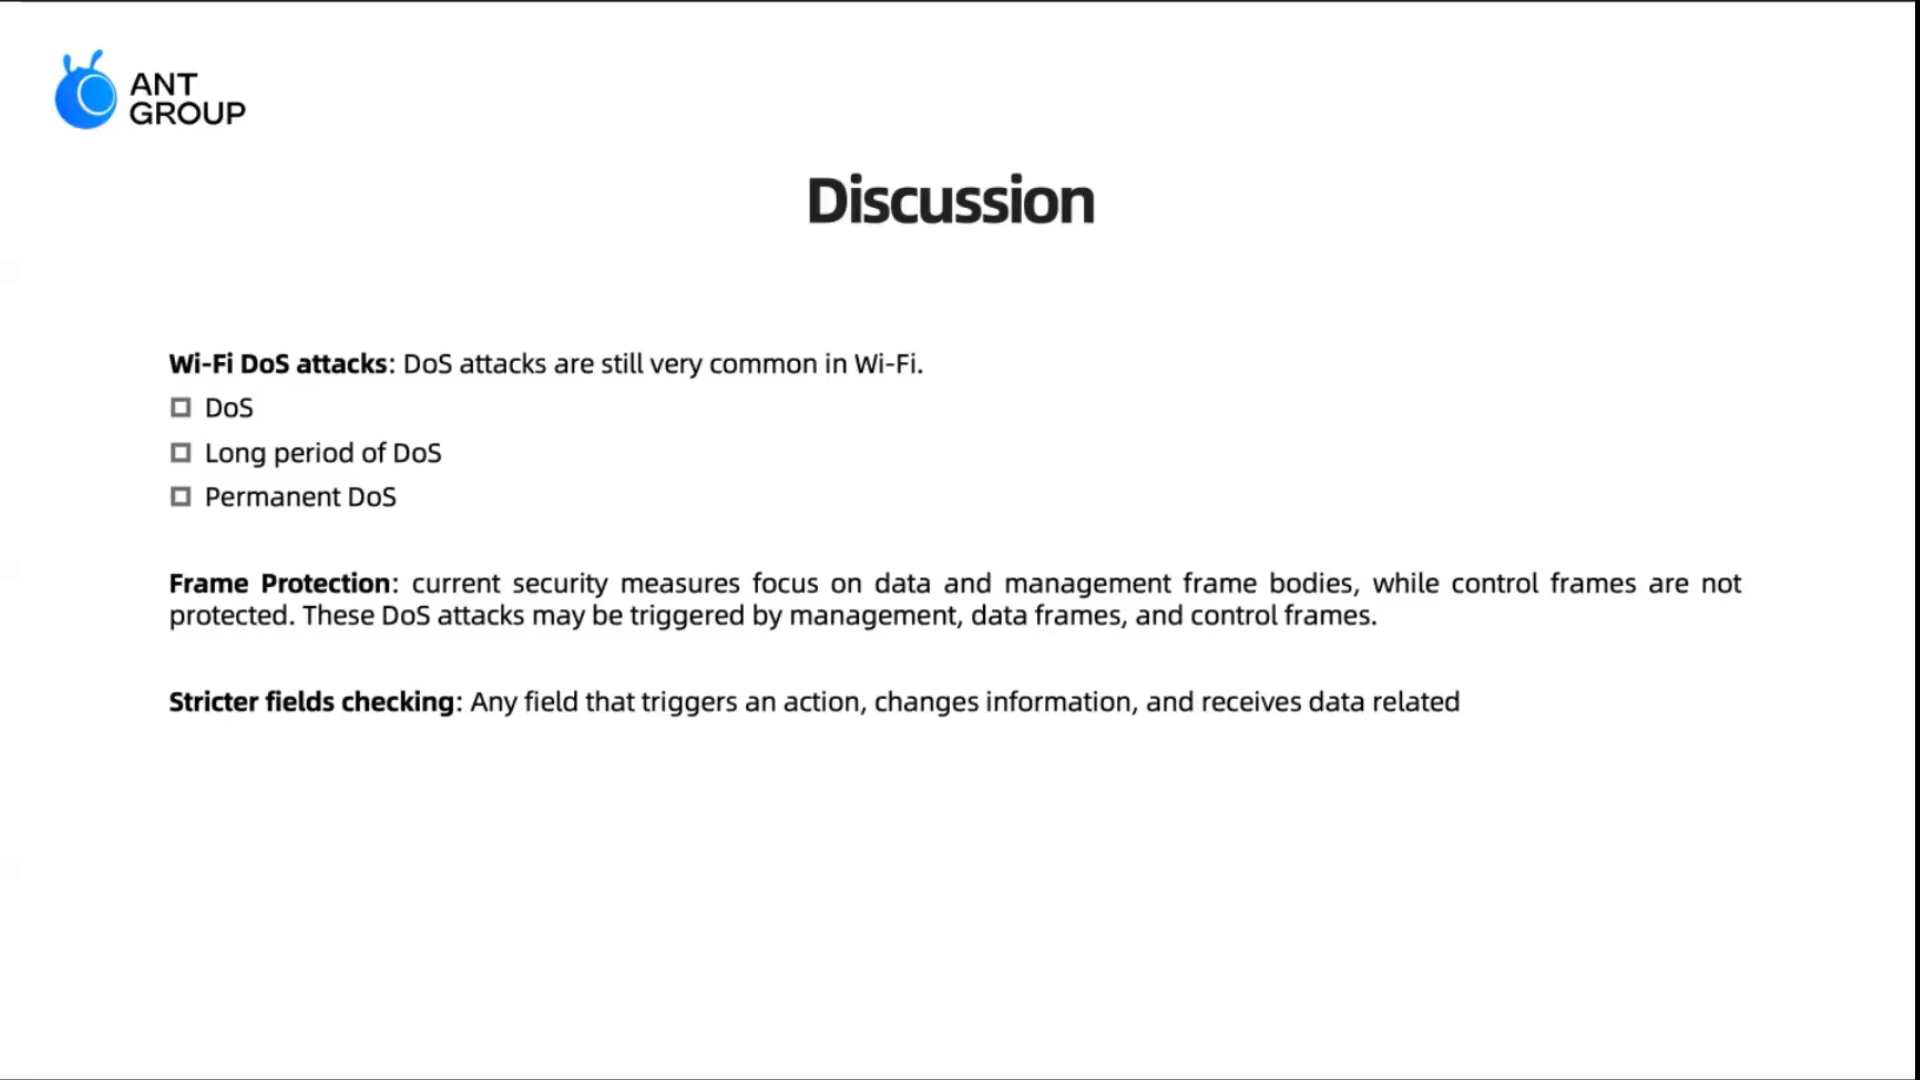 ANT
GROUP
Discussion
Wi-Fi DoS attacks: DoS attacks are still very common in Wi-Fi.
DoS
Long period of DoS
Permanent DoS
Frame Protection: current security measures focus on data and management frame bodies, while control frames are not
protected. These DoS attacks may be triggered by management, data frames, and control frames.
Stricter fields checking: Any field that triggers an action, changes information, and receives data related